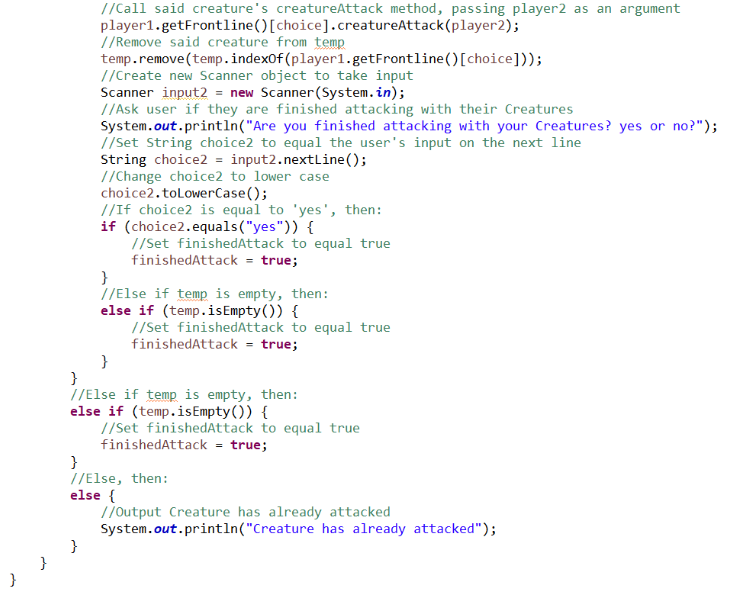 //Call said creature's creatureAttack method, passing player2 as an argument
player1.getFrontline()[choice].creatureAttack(player2);
//Remove said creature from temp
temp.remove(temp.indexOf(player1.getFrontline()[choice]));
//Create new Scanner object to take input
Scanner input2 = new Scanner(System.in);
//Ask user if they are finished attacking with their Creatures
System.out.println("Are you finished attacking with your Creatures? yes or no?");
//Set String choice2 to equal the user's input on the next line
String choice2 = input2.nextLine();
//Change choice2 to lower case
choice2.toLowerCase();
//If choice2 is equal to 'yes', then:
if (choice2.equals("yes")) {
//Set finishedAttack to equal true
finishedAttack = true;
}
//Else if temp is empty, then:
else if (temp.isEmpty()) {
//Set finishedAttack to equal true
finishedAttack = true;
}
}
//Else if temp is empty, then:
else if (temp.isEmpty()) {
//Set finishedAttack to equal true
finishedAttack = true;
}
//Else, then:
else {
//Output Creature has already attacked
System.out.println("Creature has already attacked");
}
}
}